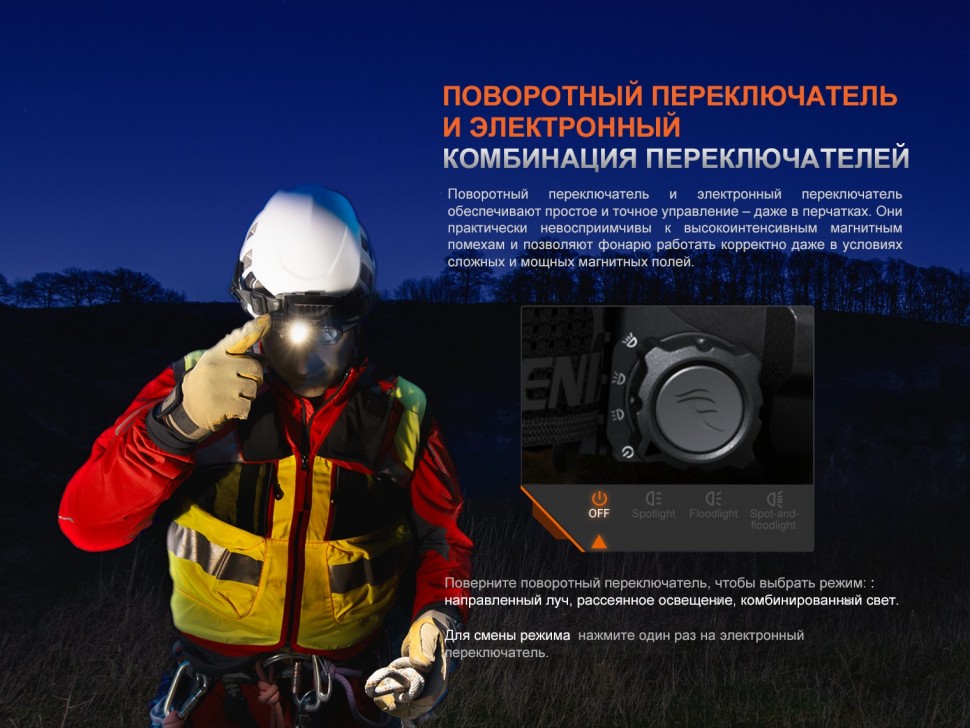 ПОВОРОТНЫЙ ПЕРЕКЛЮЧАТЕЛЬ
И ЭЛЕКТРОННЫЙ
КОМБИНАЦИЯ ПЕРЕКЛЮЧАТЕЛЕЙ
Поворотный переключатель и электронный переключатель
обеспечивают простое и точное управление – даже в перчатках. Они
практически невосприимчивы к высокоинтенсивным магнитным
помехам и позволяют фонарю работать корректно даже в условиях
сложных и мощных магнитных полей.
OFF
Spotlight
Floodlight
Spot-and-
floodlight
Поверните поворотный переключатель, чтобы выбрать режим: :
направленный луч, рассеянное освещение, комбинированный свет.
Для смены режима нажмите один раз на электронный
переключатель.